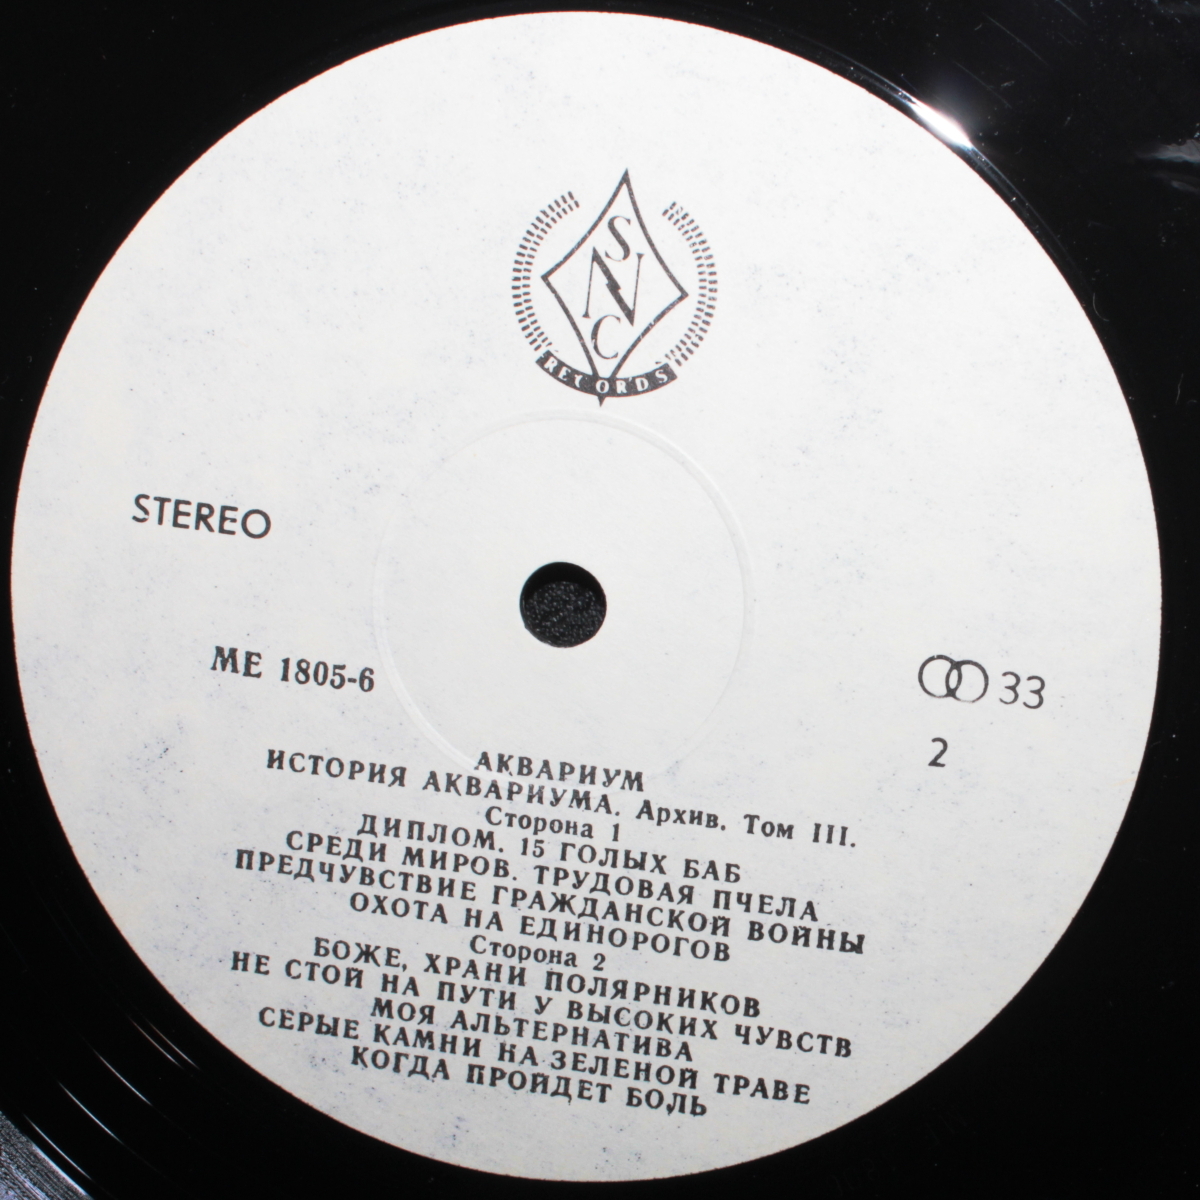 S
N
C
RECORDS
STEREO
МЕ 1805-6
33
2
АКВАРИУМ
ИСТОРИЯ АКВАРИУМА. Архив. Том III.
Сторона 1
ДИПЛОМ. 15 ГОЛЫХ БАБ
СРЕДИ МИРОВ. ТРУДОВАЯ ПЧЕЛА
ПРЕДЧУВСТВИЕ ГРАЖДАНСКОЙ ВОЙНЫ
ОХОТА НА ЕДИНОРОГОВ
Сторона 2
БОЖЕ, ХРАНИ ПОЛЯРНИКОВ
НЕ СТОЙ НА ПУТИ У ВЫСОКИХ ЧУВСТВ
МОЯ АЛЬТЕРНАТИВА
СЕРЫЕ КАМНИ НА ЗЕЛЕНОЙ ТРАВЕ
КОГДА ПРОЙДЕТ БОЛЬ